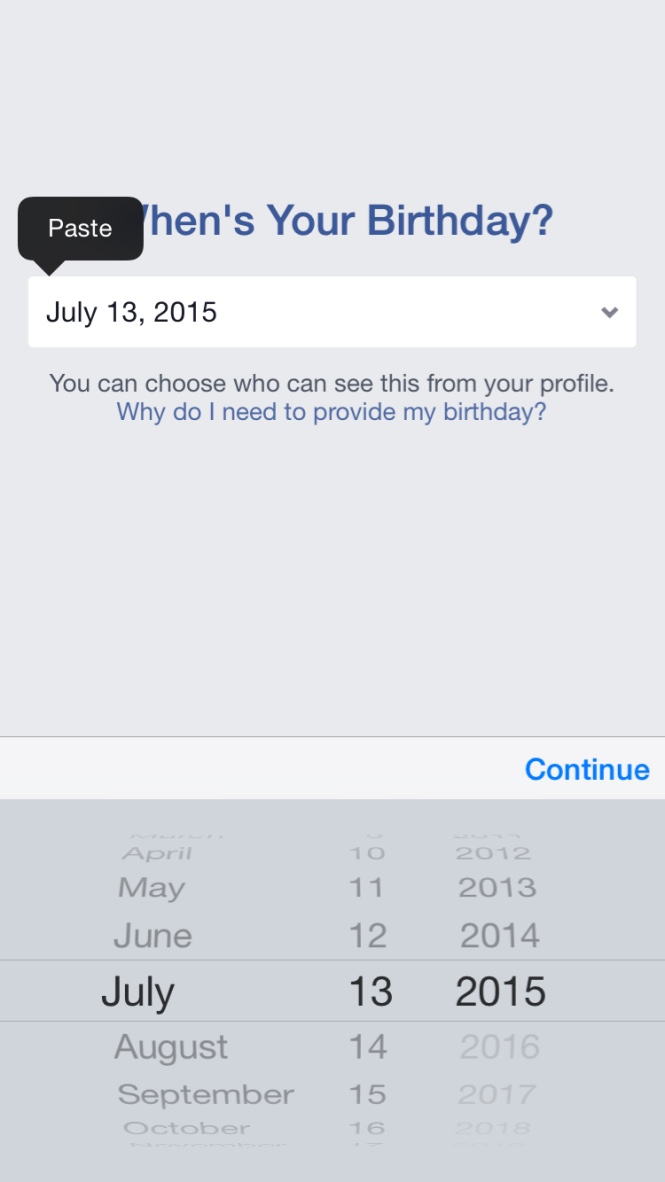 Paste
hen's Your Birthday?
July 13, 2015
You can choose who can see this from your profile.
Why do I need to provide my birthday?
Continue
April 10 2012
May 11 2013
June 12 2014
July 13 2015
August 14 2016
September 15 2017
October 16 2018